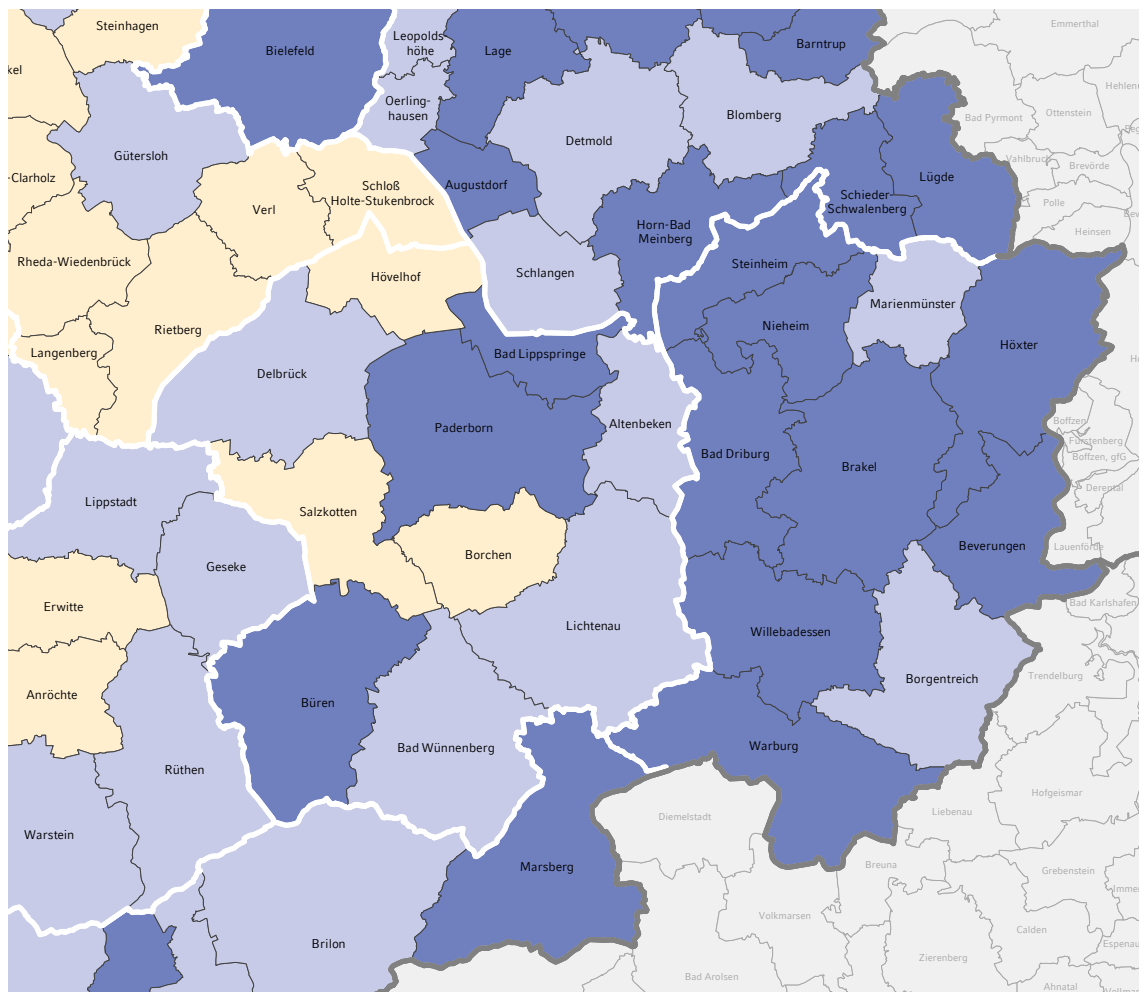 Steinhagen
Bielefeld
Leopolds
höhe
Lage
Barntrup
Emmerthal
kel
Oerling-
hausen
Blomberg
Ottenstein
Bad Pyrmont
Gütersloh
Detmold
Vahlbruch
Brevörde
-Clarholz
Verl
Schloß
Holte-Stukenbrock
Augustdorf
Schieder-
Schwalenberg
Lügde
Polle
Horn-Bad
Meinberg
Heinsen
Rheda-Wiedenbrück
Hövelhof
Schlangen
Steinheim
Marienmünster
Rietberg
Nieheim
Höxter
Langenberg
Bad Lippspringe
Delbrück
Altenbeken
Paderborn
Boffzen
Fürstenberg
Boffzen, gfG
Bad Driburg
Brakel
Derental
Lippstadt
Salzkotten
Geseke
Borchen
Beverungen
Lauenförde
Erwitte
Bad Karlshafen
Lichtenau
Willebadessen
Trendelburg
Anröchte
Büren
Borgentreich
Bad Wünnenberg
Warburg
Rüthen
Hofgeismar
Diemelstadt
Liebenau
Warstein
Marsberg
Breuna
Grebenstein
Volkmarsen
Calden
Brilon
Espenau
Zierenberg
Bad Arolsen
Ahnatal